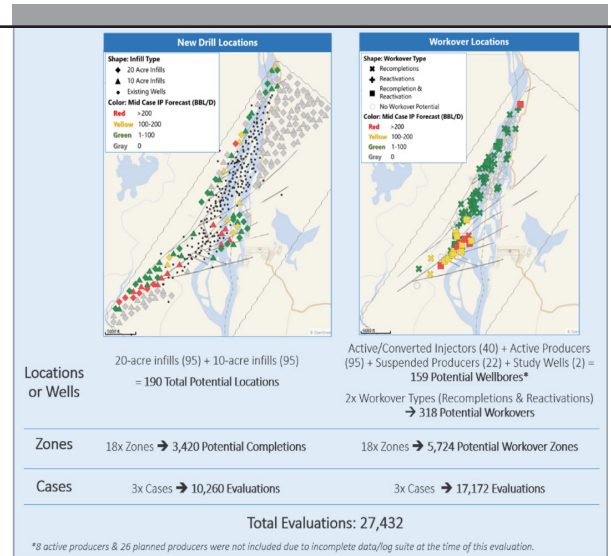 New Drill Locations
Shape: Infill Type
20 Acre Infills
10 Acre Infills
Existing Wells
Color: Mid Case IP Forecast (BBL/D)
Red >200
Yellow 100-200
Green 1-100
Gray 0
Workover Locations
Shape: Workover Type
Recompletions
Reactivations
Recompletion &
Reactivation
No Workover Potential
Color: Mid Case IP Forecast (BBL/D)
Red >200
Yellow 100-200
Green 1-100
Gray 0
Locations
or Wells
20-acre infills (95) + 10-acre infills (95)
= 190 Total Potential Locations
Active/Converted Injectors (40) + Active Producers
(95) + Suspended Producers (22) + Study Wells (2) =
159 Potential Wellbores*
2x Workover Types (Recompletions & Reactivations)
→ 318 Potential Workovers
Zones
18x Zones → 3,420 Potential Completions
18x Zones → 5,724 Potential Workover Zones
Cases
3x Cases → 10,260 Evaluations
3x Cases → 17,172 Evaluations
Total Evaluations: 27,432
*8 active producers & 26 planned producers were not included due to incomplete data/log suite at the time of this evaluation.